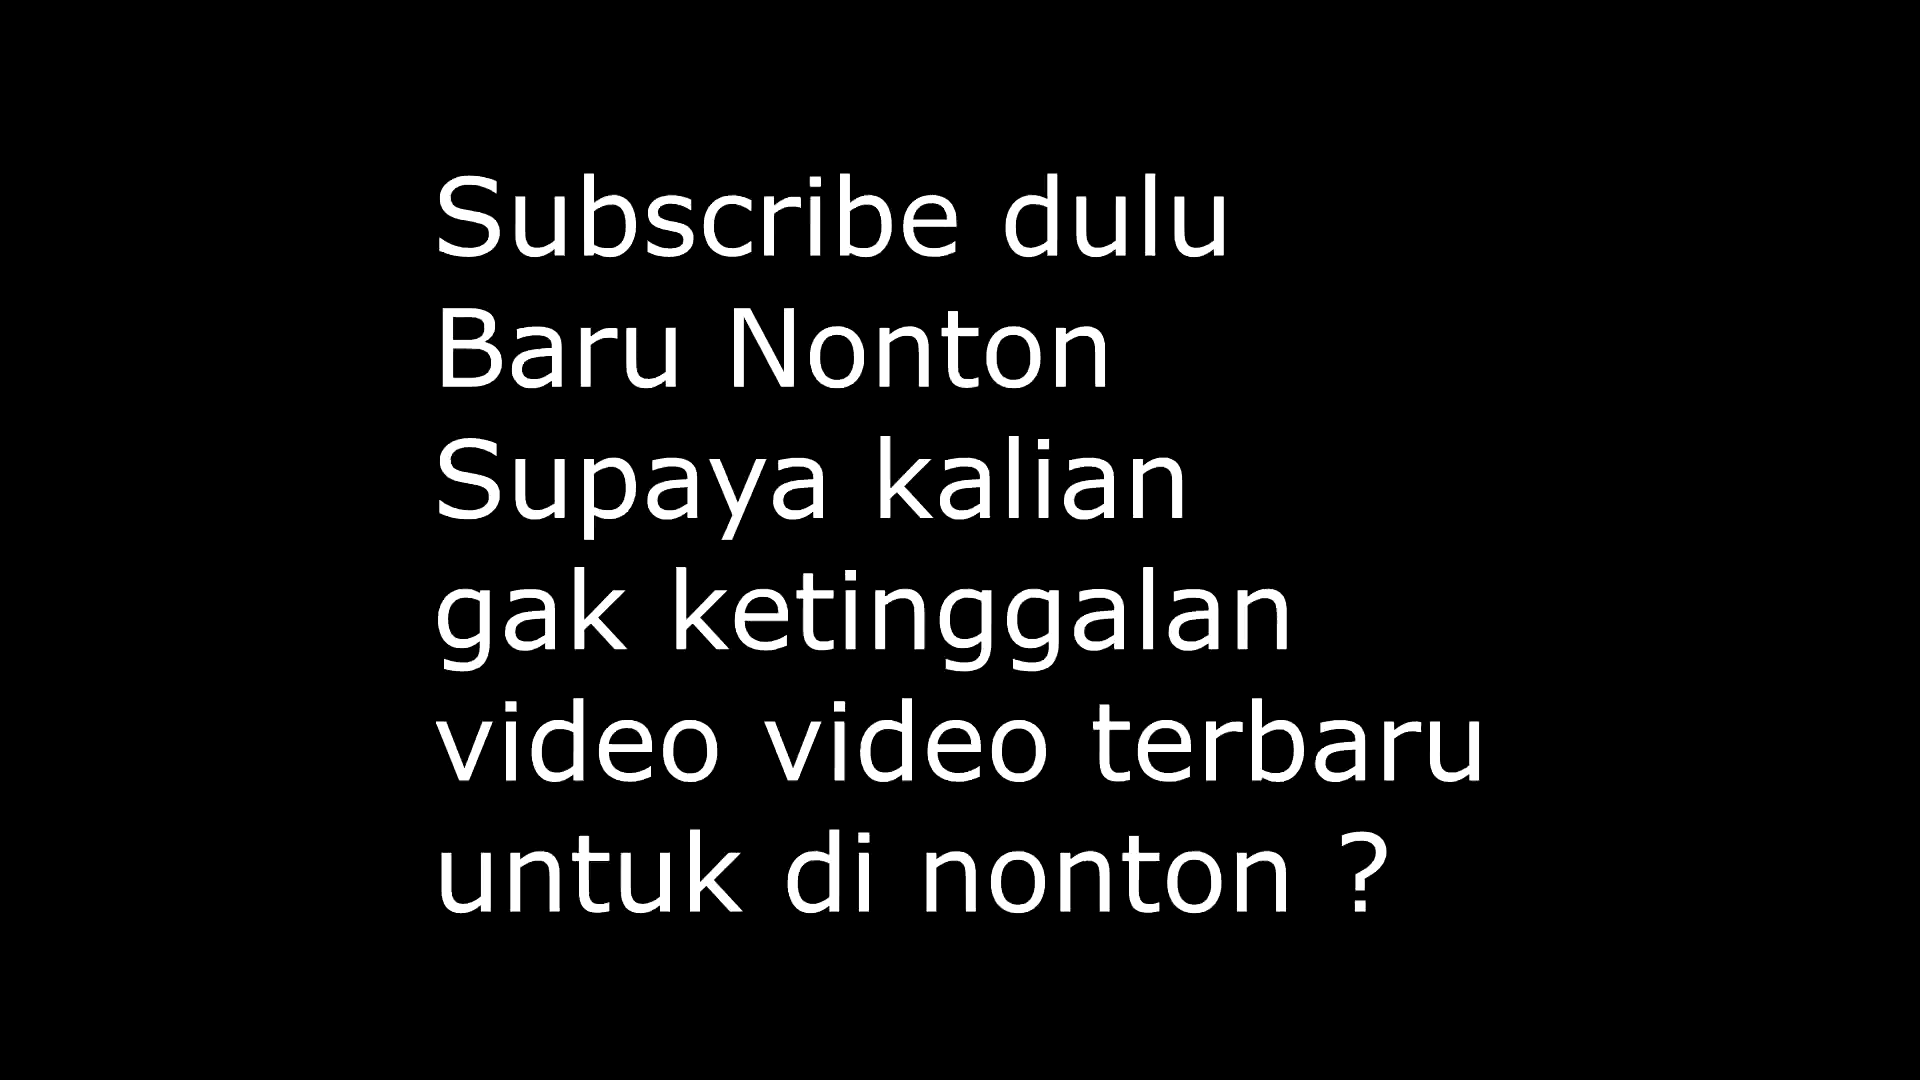 Subscribe dulu
Baru Nonton
Supaya kalian
gak ketinggalan
video video terbaru
untuk di nonton ?